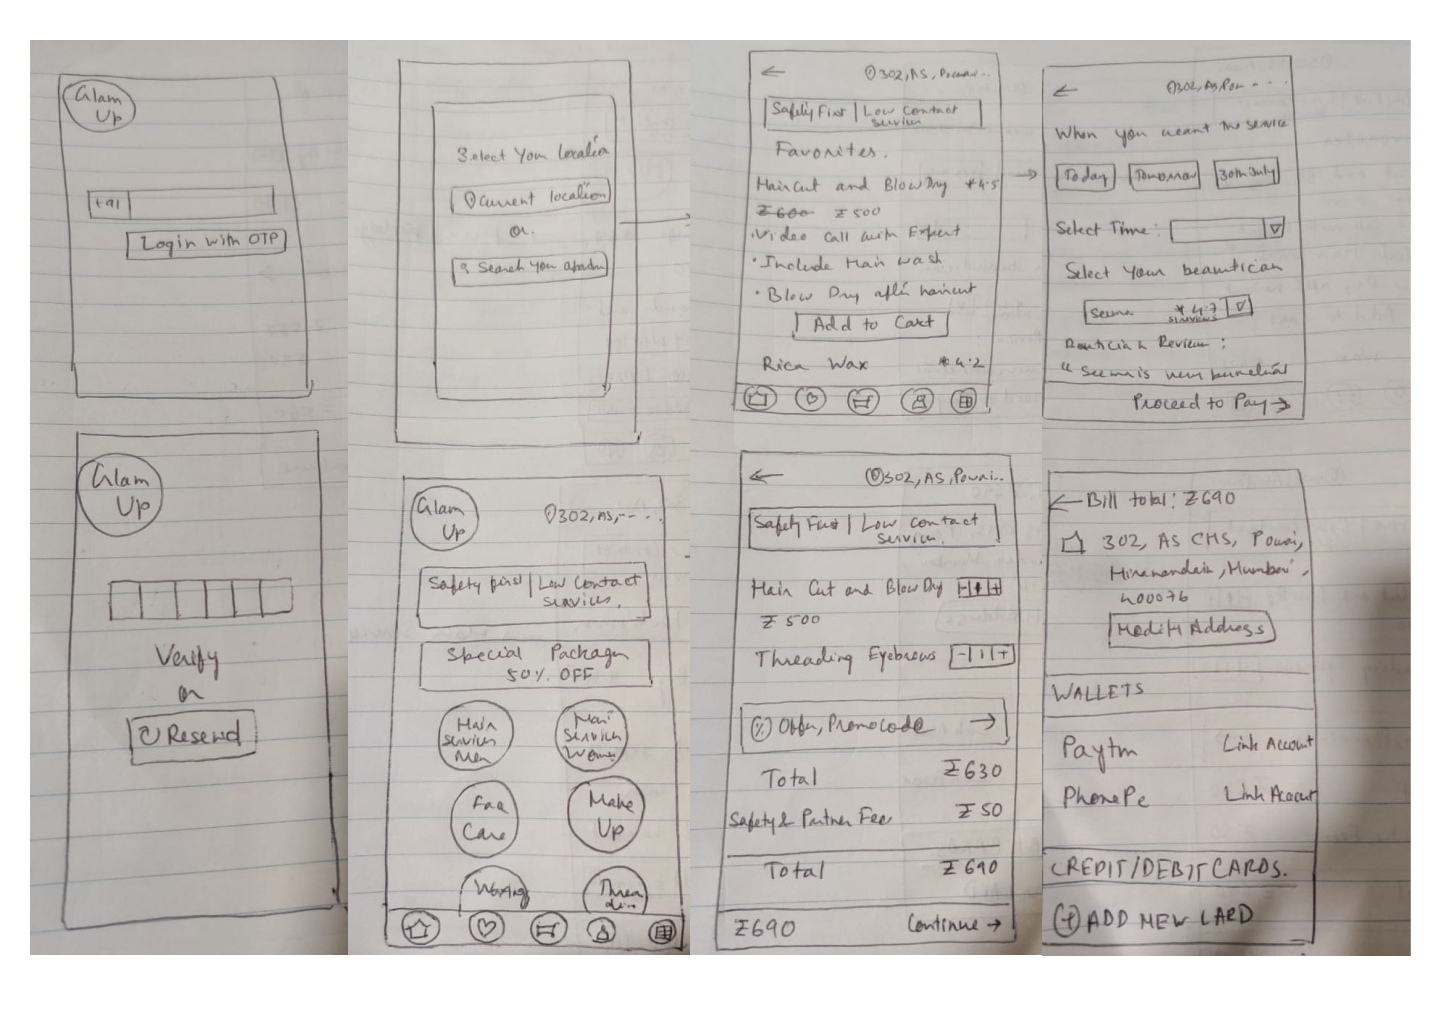 Glam
Up
+91
Login with OTP
Glam
Up
Verify
or
Resend
Select Your Location
Current location
or
Search you
Glam
Up
302, AS, --- .
Safety first | Low Contact
Services.
Special Packages
50% OFF
Hair
Services
Men
Hair
Services
Women
Face
Care
Make
Up
Waxing
Threa
din..
←
302, AS, Powai..
Safety First | Low Contact
Services
Favorites.
Hair Cut and Blow Dry * 4.5
₹600 ₹500
· Video Call with Expert
· Include Hair wash
· Blow Dry after haircut
Add to Cart
Rica Wax * 4.2
←
302, AS, Powai..
Safety First | Low Contact
Services.
Hair Cut and Blow Dry - 1 +
₹500
Threading Eyebrows - 1 +
% Offer, Promocode →
Total ₹630
Safety & Partner Fee ₹50
Total ₹690
₹690 Continue →
←
302, AS, Pow - - - .
When you want the service
Today Tomorrow 30th July
Select Time :
Select Your beautician
Seema * 4.7
Beautician Review :
" Seema is very punctual
Proceed to Pay →
← Bill total: ₹690
302, AS CHS, Powai,
Hiranandani, Mumbai,
400076
Modify Address
WALLETS
Paytm Link Account
PhonePe Link Account
CREDIT/DEBIT CARDS.
+ ADD NEW CARD